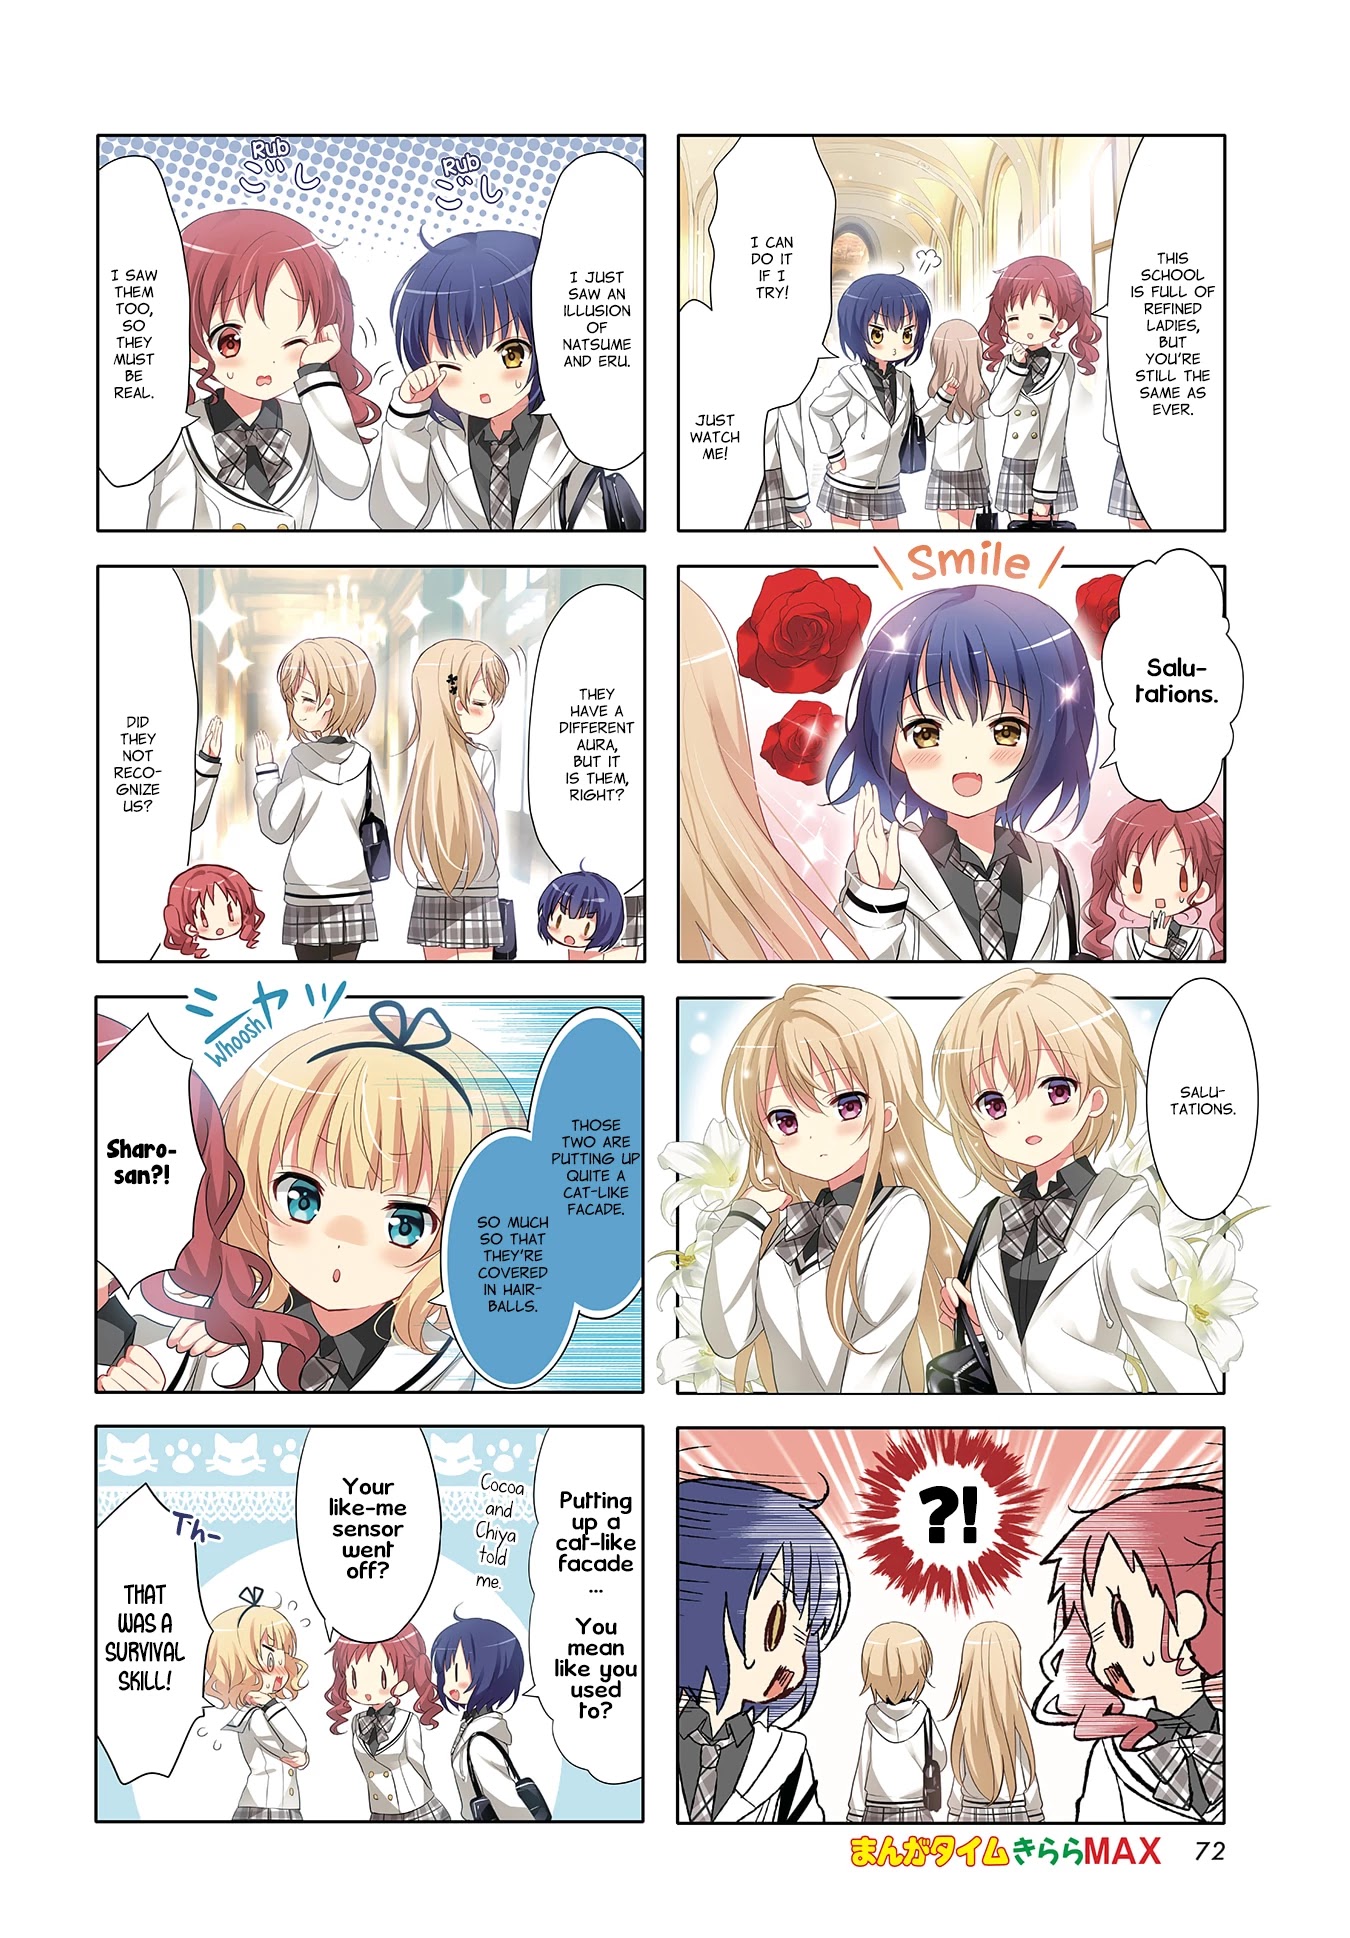 THIS
SCHOOL
IS FULL OF
REFINED
LADIES,
BUT
YOU'RE
STILL THE
SAME AS
EVER.
I CAN
DO IT
IF I
TRY!
JUST
WATCH
ME!
Smile
Salu-
tations.
SALU-
TATIONS.
?!
Rub
ごし
Rub
ごし
I JUST
SAW AN
ILLUSION
OF
NATSUME
AND ERU.
I SAW
THEM
TOO,
SO
THEY
MUST
BE
REAL.
THEY
HAVE A
DIFFERENT
AURA,
BUT IT
IS THEM,
RIGHT?
DID
THEY
NOT
RECO-
GNIZE
US?
THOSE
TWO ARE
PUTTING UP
QUITE A
CAT-LIKE
FACADE.
SO MUCH
SO THAT
THEY'RE
COVERED
IN HAIR-
BALLS.
シャッ
Whoosh
Sharo-
san?!
Putting
up a
cat-like
facade
...
You
mean
like you
used
to?
Cocoa
and
Chiya
told
me.
Your
like-me
sensor
went
off?
Th-
THAT
WAS A
SURVIVAL
SKILL!
まんがタイムきららMAX 72